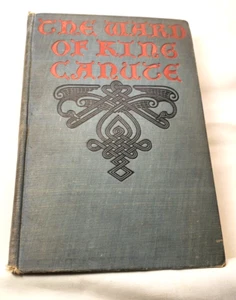 THE WARD
OF KING
CANUTE